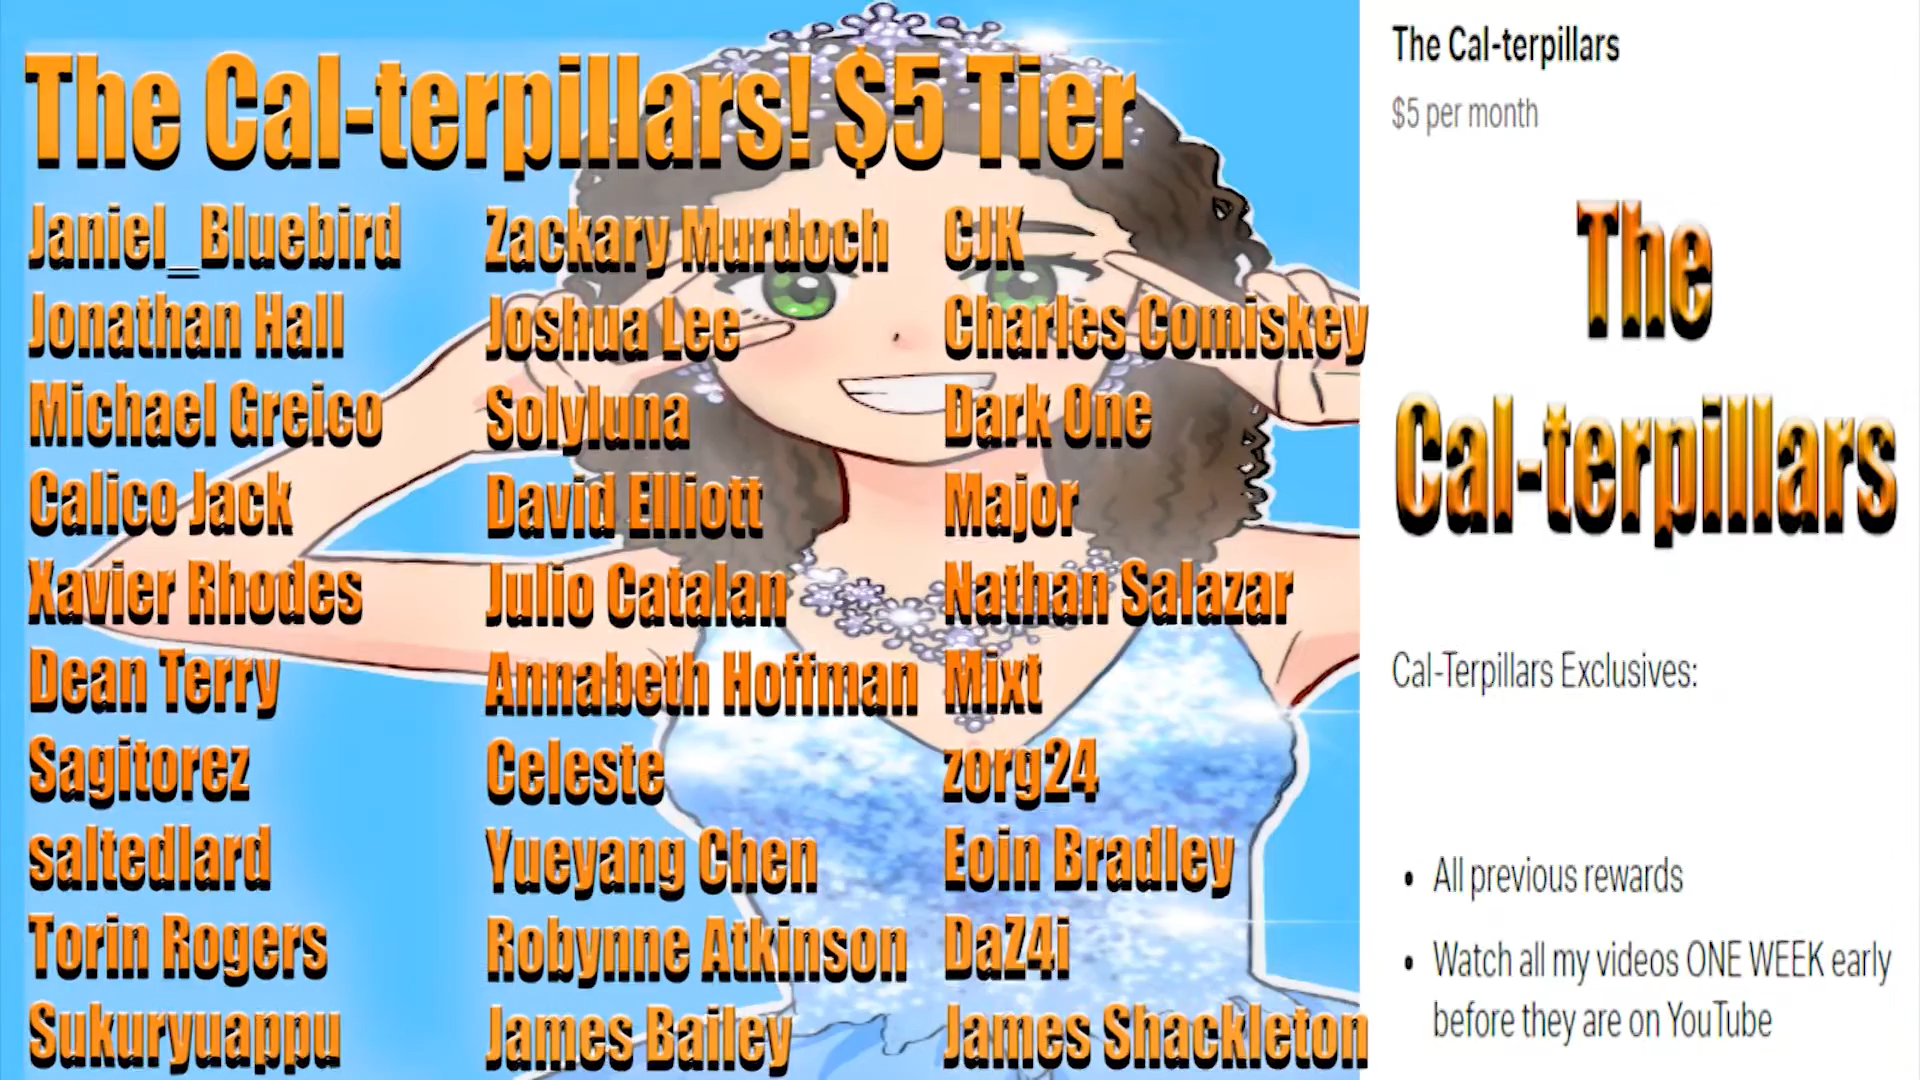 The Cal-terpillars! $5 Tier
Janiel_Bluebird
Jonathan Hall
Michael Greico
Calico Jack
Xavier Rhodes
Dean Terry
Sagitorez
saltedlard
Torin Rogers
Sukuryuappu
Zackary Murdoch
Joshua Lee
Solyluna
David Elliott
Julio Catalan
Annabeth Hoffman
Celeste
Yueyang Chen
Robynne Atkinson
James Bailey
CJK
Charles Comiskey
Dark One
Major
Nathan Salazar
Mixt
zorg24
Eoin Bradley
DaZ4i
James Shackleton
The Cal-terpillars
$5 per month
The
Cal-terpillars
Cal-Terpillars Exclusives:
• All previous rewards
• Watch all my videos ONE WEEK early
before they are on YouTube